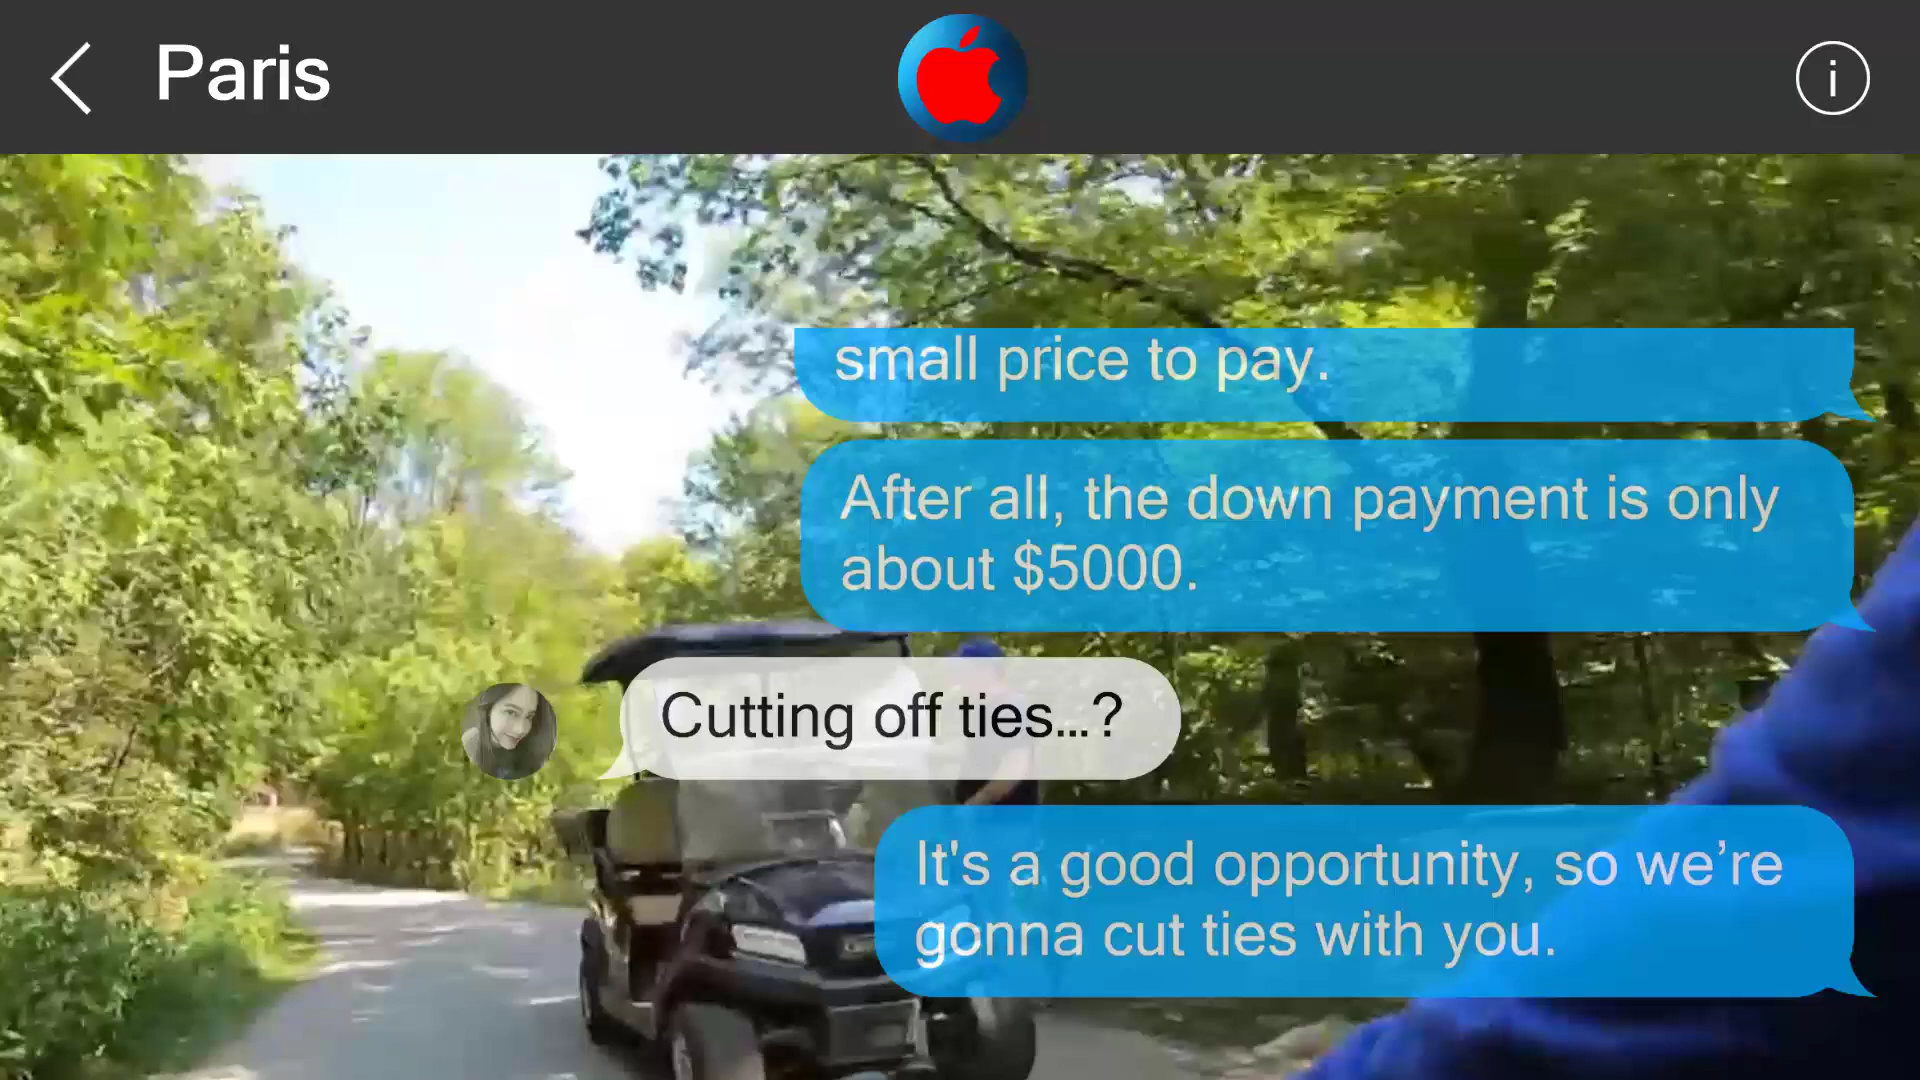 Paris
i
small price to pay.
After all, the down payment is only
about $5000.
Cutting off ties...?
It's a good opportunity, so we’re
gonna cut ties with you.